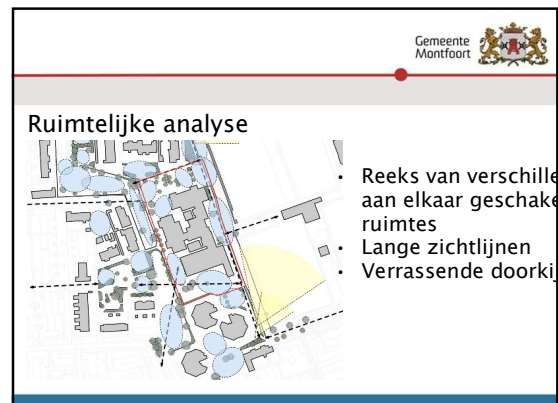 Gemeente
Montfoort
Ruimtelijke analyse
• Reeks van verschille
aan elkaar geschake
ruimtes
• Lange zichtlijnen
• Verrassende doorkij